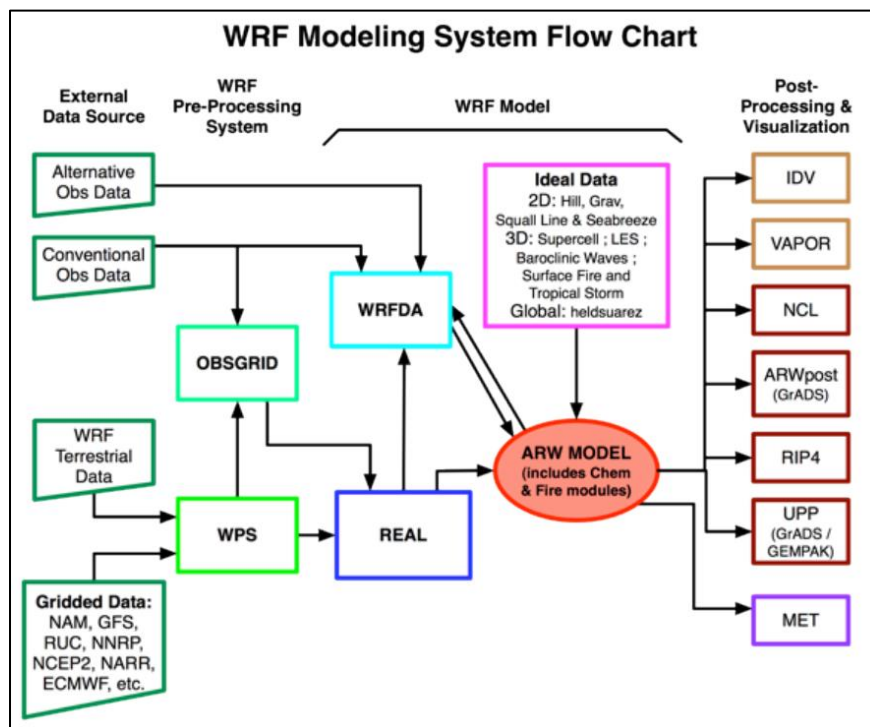 WRF Modeling System Flow Chart
External
Data Source
WRF
Pre-Processing
System
WRF Model
Post-
Processing &
Visualization
Alternative
Obs Data
Conventional
Obs Data
WRF
Terrestrial
Data
Gridded Data:
NAM, GFS,
RUC, NNRP,
NCEP2, NARR,
ECMWF, etc.
OBSGRID
WPS
WRFDA
REAL
Ideal Data
2D: Hill, Grav,
Squall Line & Seabreeze
3D: Supercell ; LES ;
Baroclinic Waves ;
Surface Fire and
Tropical Storm
Global: heldsuarez
ARW MODEL
(includes Chem
& Fire modules)
IDV
VAPOR
NCL
ARWpost
(GrADS)
RIP4
UPP
(GrADS /
GEMPAK)
MET